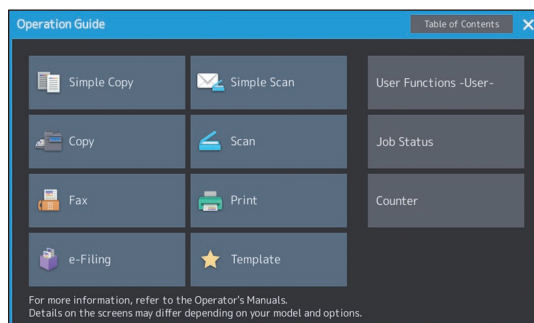 Operation Guide
Table of Contents
Simple Copy
Simple Scan
User Functions -User-
Copy
Scan
Job Status
Fax
Print
Counter
e-Filing
Template
For more information, refer to the Operator's Manuals.
Details on the screens may differ depending on your model and options.